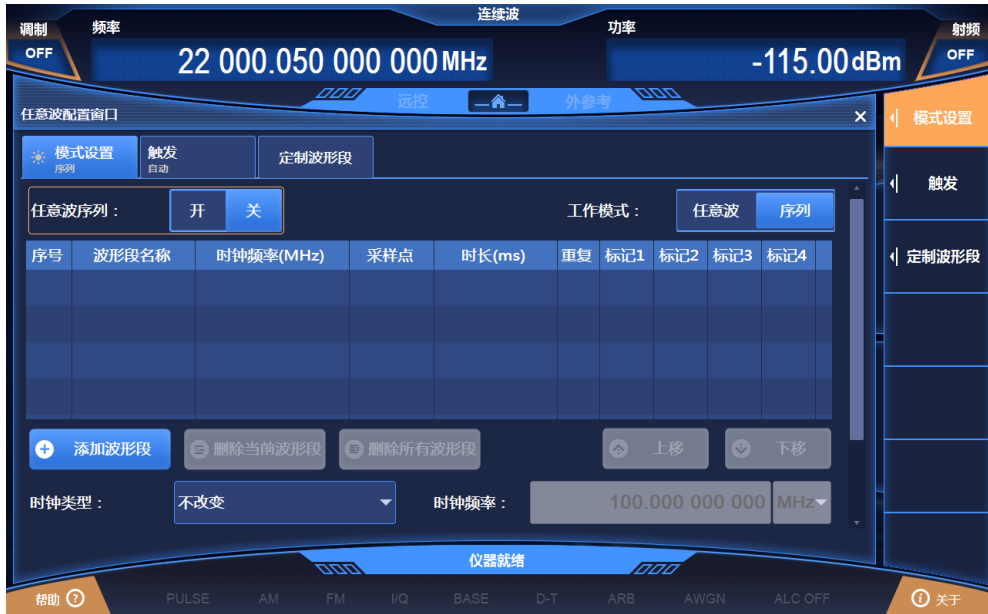 连续波
调制 频率 功率 射频
OFF 22 000.050 000 000 MHz -115.00 dBm OFF
远控 外参考
任意波配置窗口 ×
模式设置
模式设置 触发 定制波形段
序列 自动
触发
任意波序列： 开 关 工作模式： 任意波 序列
序号 波形段名称 时钟频率(MHz) 采样点 时长(ms) 重复 标记1 标记2 标记3 标记4
定制波形段
添加波形段 删除当前波形段 删除所有波形段 上移 下移
时钟类型： 不改变 时钟频率： 100.000 000 000 MHz
仪器就绪
帮助 ? PULSE AM FM I/Q BASE D-T ARB AWGN ALC OFF i 关于